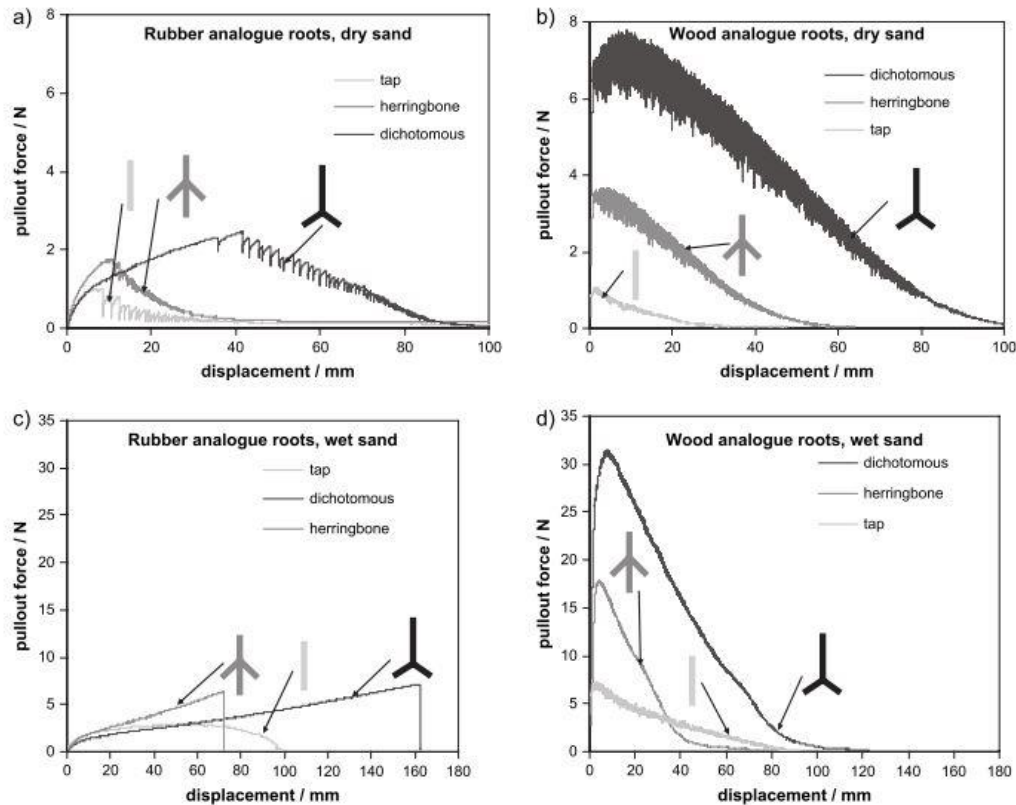 a)
Rubber analogue roots, dry sand
tap
herringbone
dichotomous
pullout force / N
8
6
4
2
0
0 20 40 60 80 100
displacement / mm
b)
Wood analogue roots, dry sand
dichotomous
herringbone
tap
pullout force / N
8
6
4
2
0
0 20 40 60 80 100
displacement / mm
c)
Rubber analogue roots, wet sand
tap
dichotomous
herringbone
pullout force / N
35
30
25
20
15
10
5
0
0 20 40 60 80 100 120 140 160 180
displacement / mm
d)
Wood analogue roots, wet sand
dichotomous
herringbone
tap
pullout force / N
35
30
25
20
15
10
5
0
0 20 40 60 80 100 120 140 160 180
displacement / mm